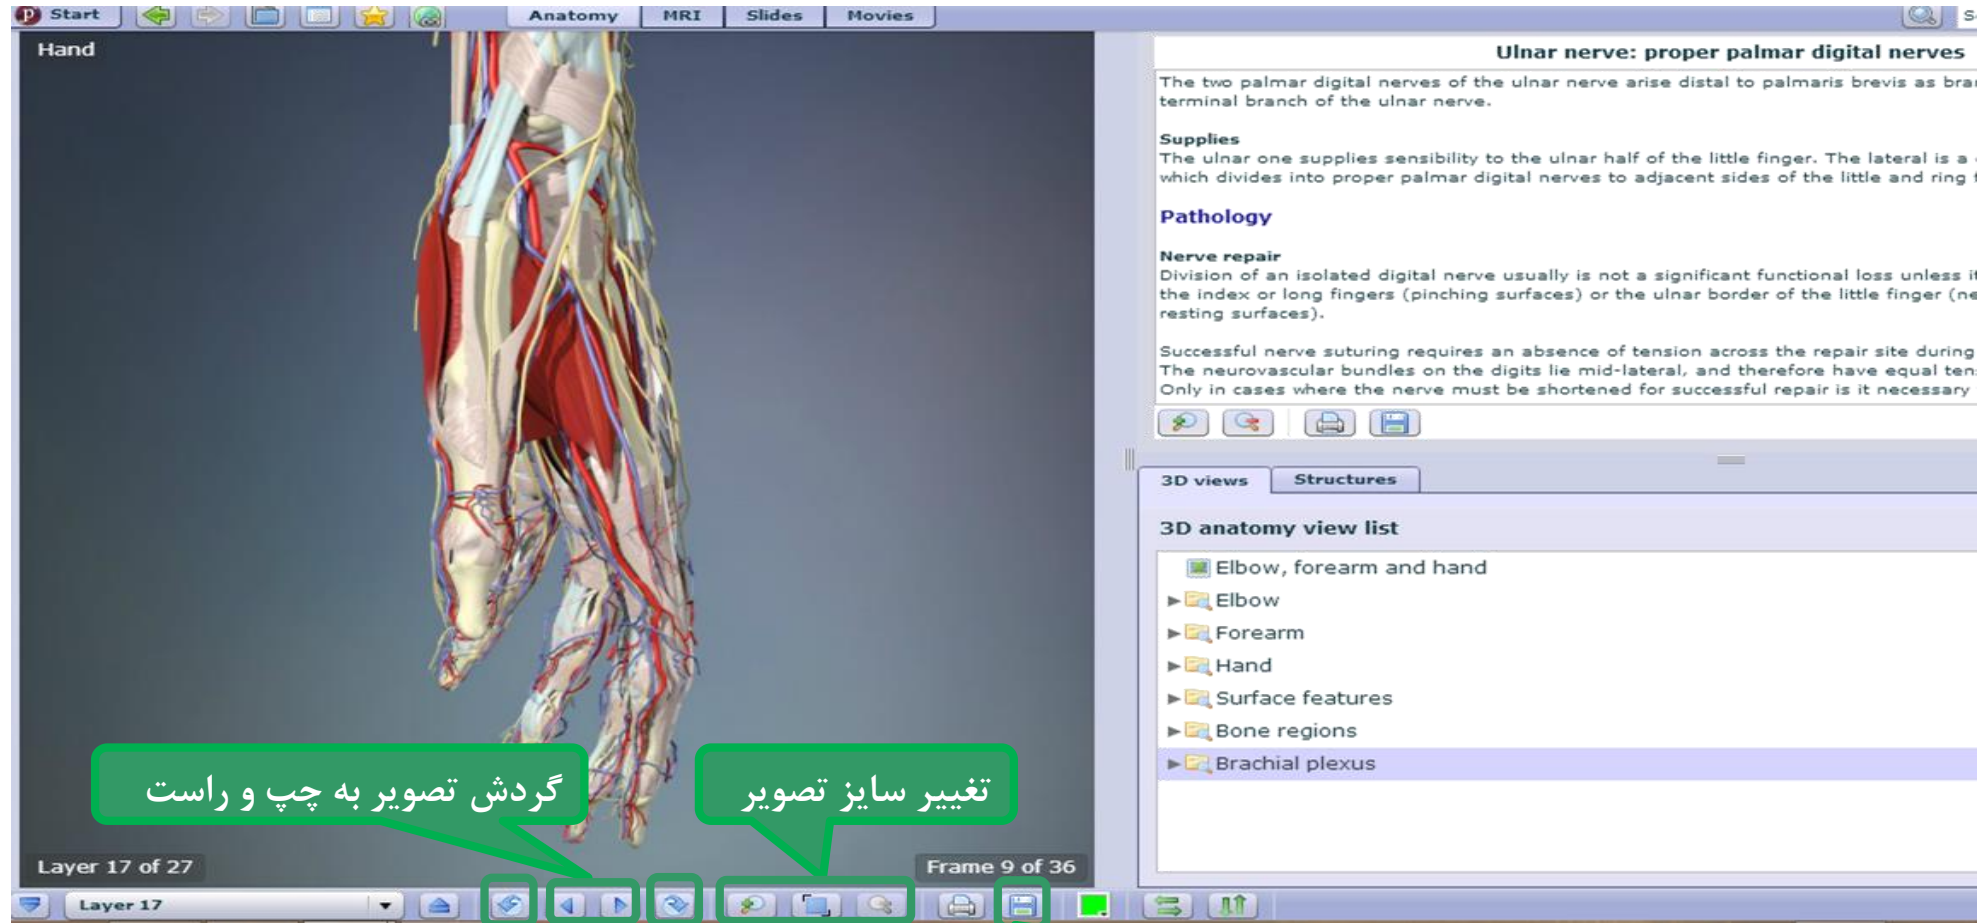 Start
Anatomy
MRI
Slides
Movies
Hand
Ulnar nerve: proper palmar digital nerves
The two palmar digital nerves of the ulnar nerve arise distal to palmaris brevis as
terminal branch of the ulnar nerve.
Supplies
The ulnar one supplies sensibility to the ulnar half of the little finger. The lateral is a
which divides into proper palmar digital nerves to adjacent sides of the little and ring
Pathology
Nerve repair
Division of an isolated digital nerve usually is not a significant functional loss unless
the index or long fingers (pinching surfaces) or the ulnar border of the little finger
resting surfaces).
Successful nerve suturing requires an absence of tension across the repair site during
The neurovascular bundles on the digits lie mid-lateral, and therefore have equal
Only in cases where the nerve must be shortened for successful repair is it necessary
3D views
Structures
3D anatomy view list
Elbow, forearm and hand
Elbow
Forearm
Hand
Surface features
Bone regions
Brachial plexus
گردش تصویر به چپ و راست
تغییر سایز تصویر
Layer 17 of 27
Frame 9 of 36
Layer 17